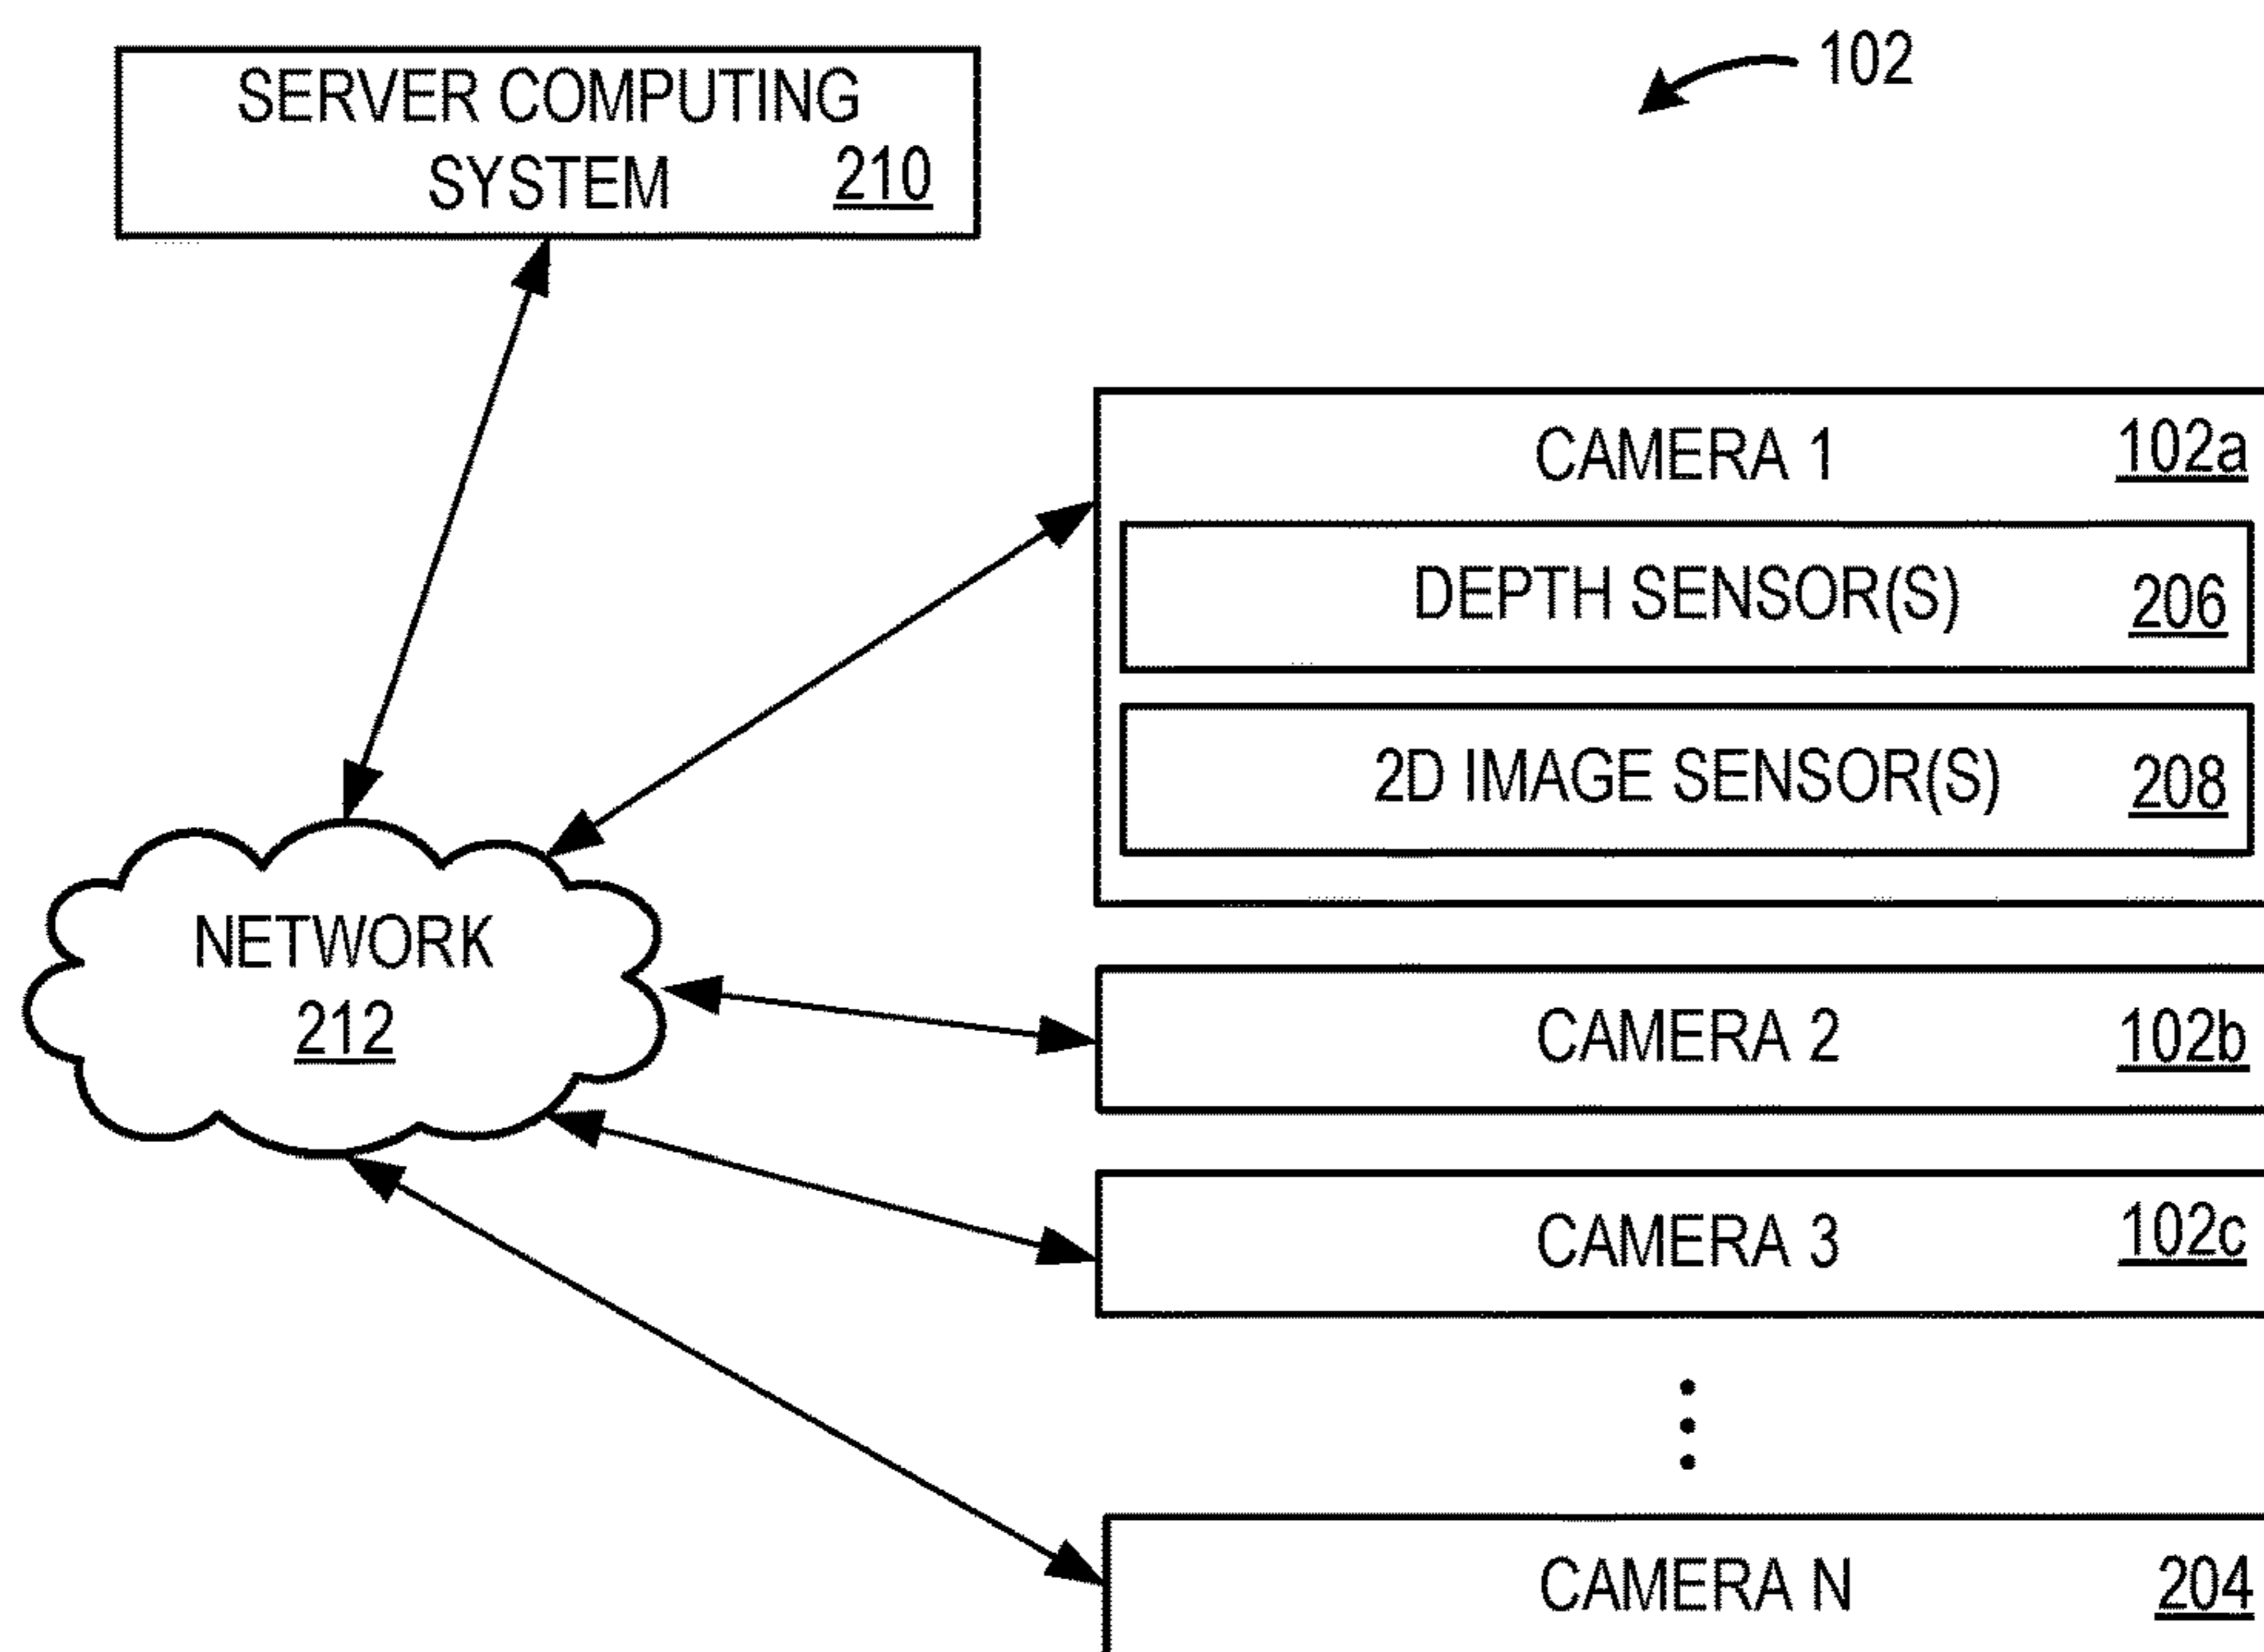 102
SERVER COMPUTING
SYSTEM 210
CAMERA 1 102a
DEPTH SENSOR(S) 206
2D IMAGE SENSOR(S) 208
NETWORK
212
CAMERA 2 102b
CAMERA 3 102c
CAMERA N 204